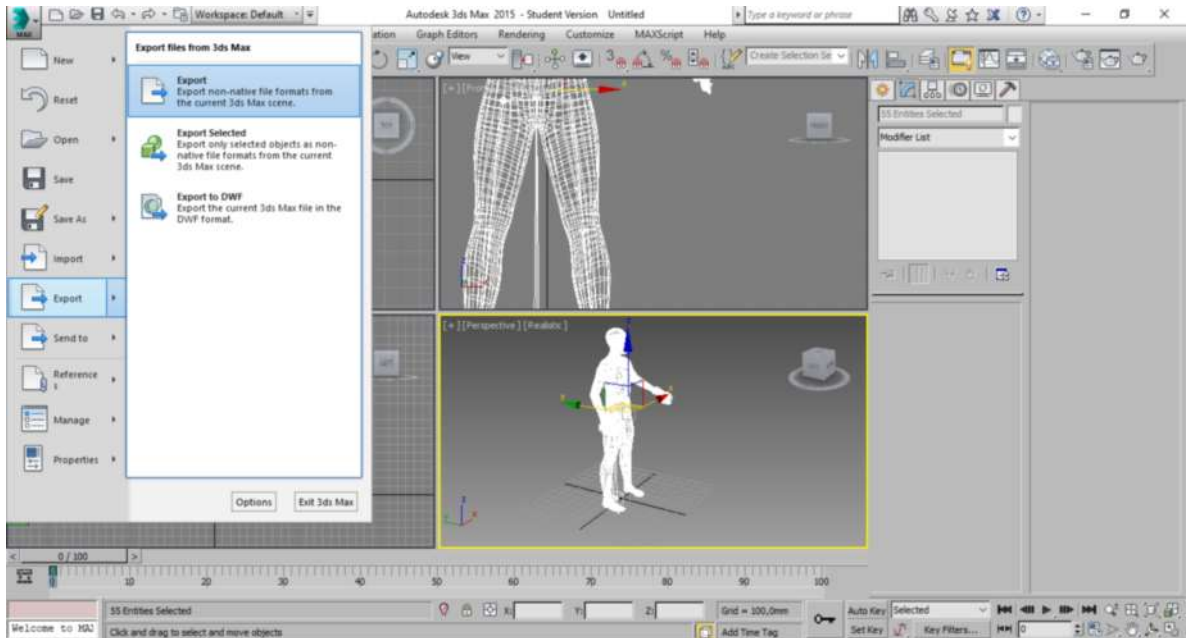 Workspace: Default
Autodesk 3ds Max 2015 - Student Version Untitled
Type a keyword or phrase
MAX
ation Graph Editors Rendering Customize MAXScript Help
View
Create Selection Se
New
Reset
Open
Save
Save As
Import
Export
Send to
Reference
s
Manage
Properties
Export files from 3ds Max
Export
Export non-native file formats from
the current 3ds Max scene.
Export Selected
Export only selected objects as non-
native file formats from the current
3ds Max scene.
Export to DWF
Export the current 3ds Max file in the
DWF format.
Options
Exit 3ds Max
[+][Perspective][Realistic]
55 Entities Selected
Modifier List
0 / 100
0 10 20 30 40 50 60 70 80 90 100
55 Entities Selected
X: Y: Z:
Grid = 100,0mm
Auto Key
Selected
Welcome to MA
Click and drag to select and move objects
Add Time Tag
Set Key
Key Filters...
0